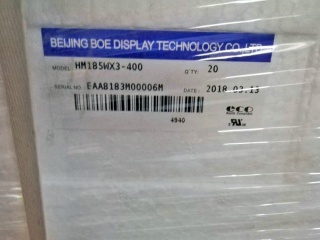 BEIJING BOE DISPLAY TECHNOLOGY CO.,LTD
MODEL: HM185WX3-400 Q'TY: 20
SERIAL NO.: EAA8183M00006M DATE: 2018.03.13
4940
eco